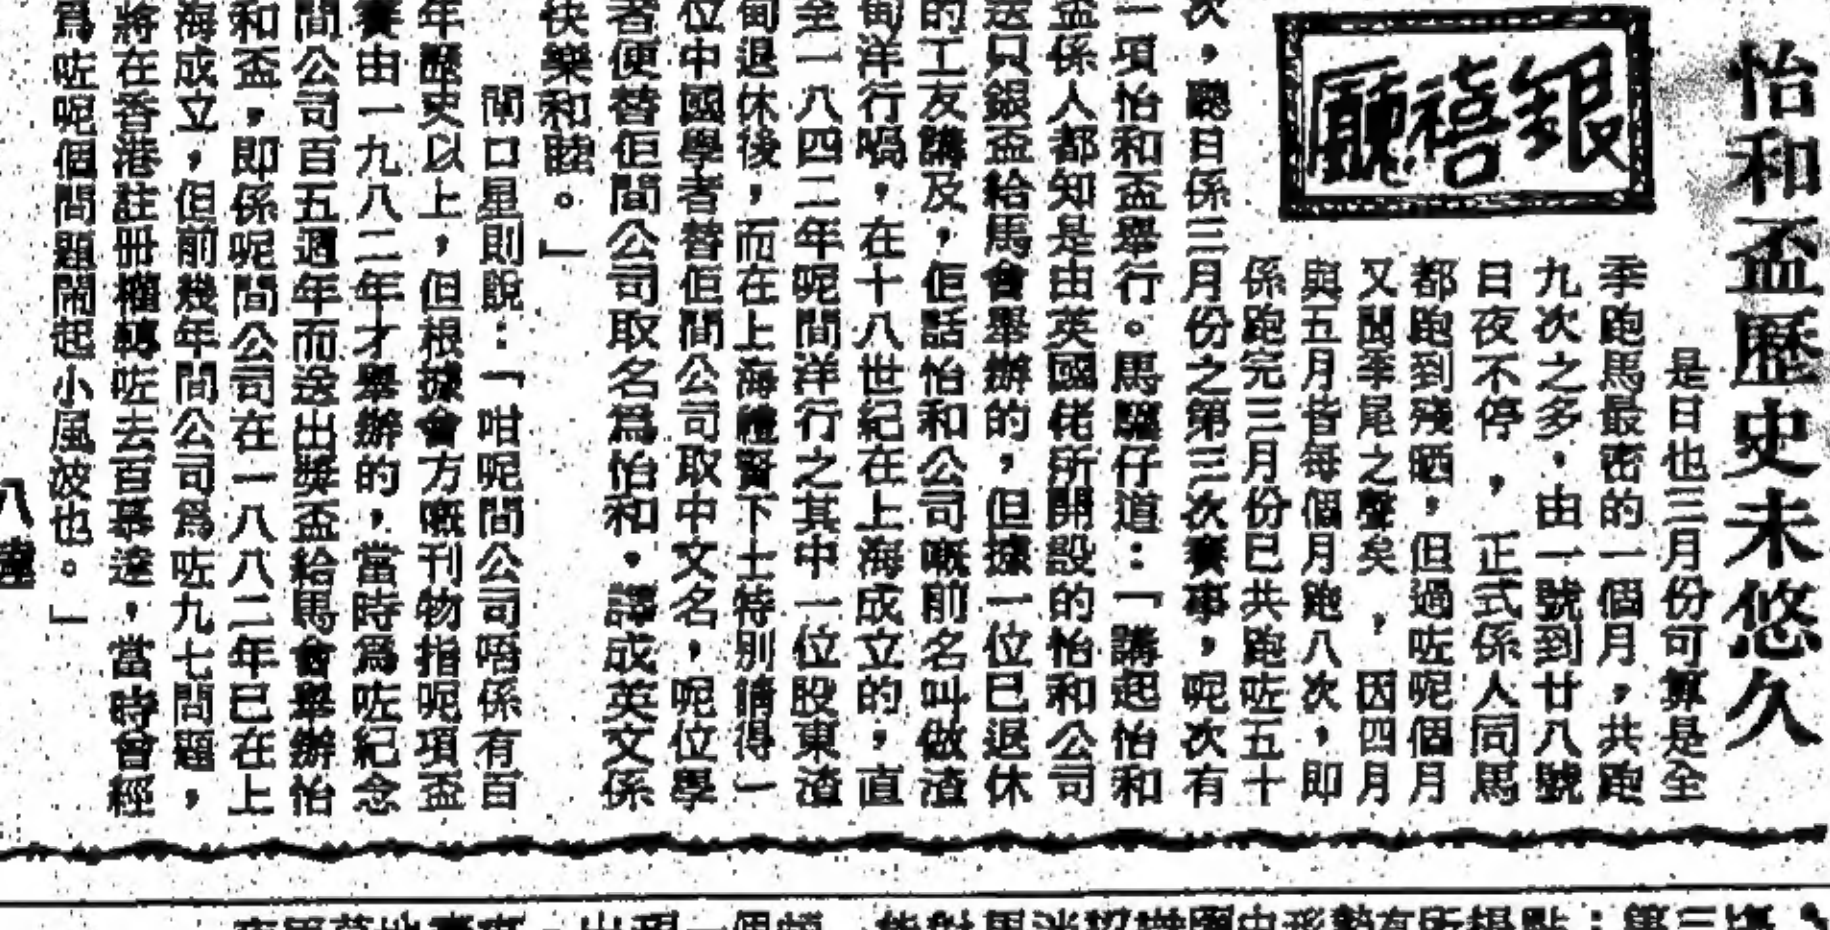 怡和盃歷史未悠久
銀禧廳
是日也三月份可算是全
季跑馬最密的一個月，共跑
九次之多，由一號到廿八號
日夜不停，正式係人同馬
都跑到殘晒，但過咗呢個月
又聞季尾之聲矣，因四月
與五月皆每個月跑八次，即
係跑完三月份已共跑咗五十
次，聽日係三月份之第三次賽事，呢次有
一項怡和盃舉行。馬騮仔道：「講起怡和
盃係人都知是由英國佬所開設的怡和公司
送只銀盃給馬會舉辦的，但據一位已退休
的工友講及，佢話怡和公司嘅前名叫做渣
甸洋行喎，在十八世紀在上海成立的，直
至一八四二年呢間洋行之其中一位股東渣
甸退休後，而在上海禮賢下士特別請得一
位中國學者替佢間公司取中文名，呢位學
者便替佢間公司取名爲怡和。譯成英文係
快樂和睦。」
閘口星則說：「咁呢間公司唔係有百
年歷史以上，但根據會方嘅刊物指呢項盃
賽由一九八二年才舉辦的，當時爲咗紀念
間公司百五週年而送出獎盃給馬會舉辦怡
和盃，即係呢間公司在一八八二年已在上
海成立，但前幾年間公司爲咗九七問題，
將在香港註冊權轉咗去百慕達，當時曾經
爲咗呢個問題鬧起小風波也。」
八達